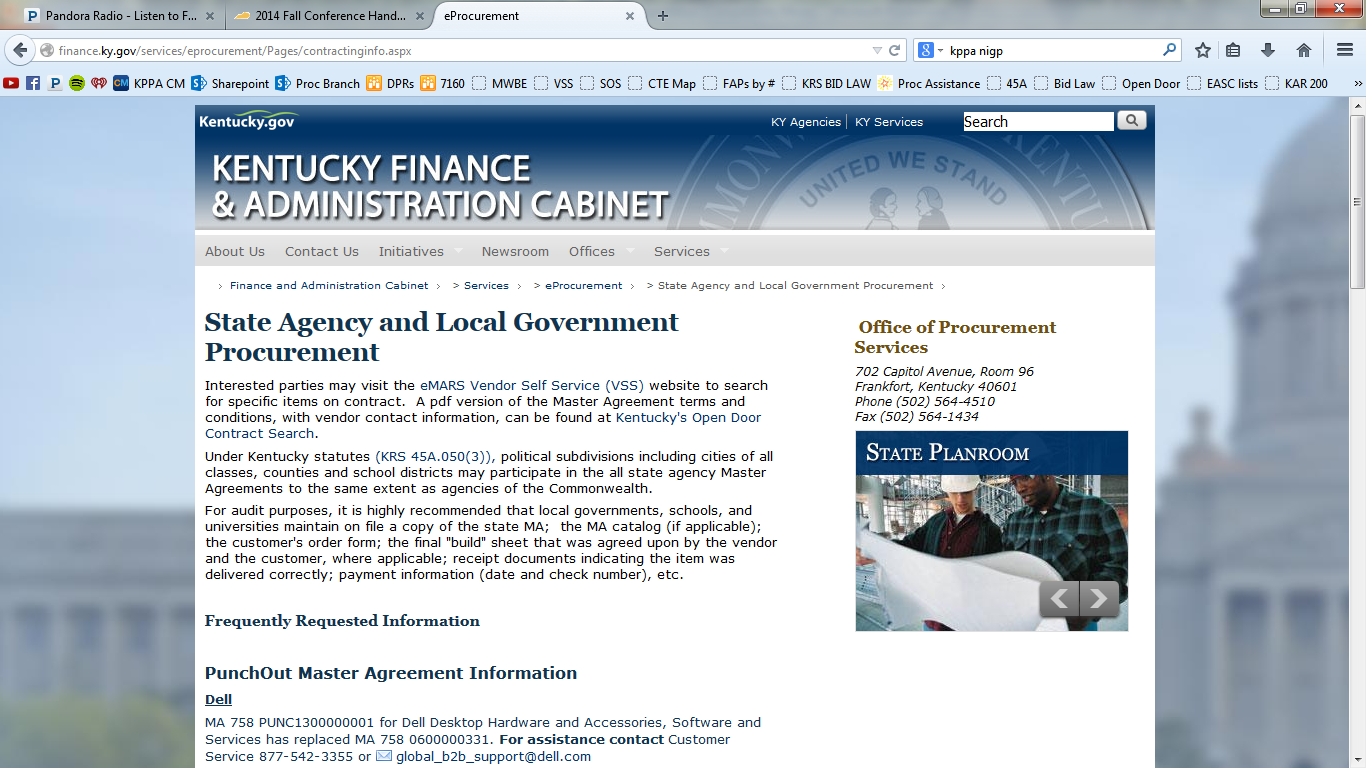 Pandora Radio - Listen to F...
2014 Fall Conference Hand...
eProcurement
finance.ky.gov/services/eprocurement/Pages/contractinginfo.aspx
kppa nigp
KPPA CM
Sharepoint
Proc Branch
DPRs
7160
MWBE
VSS
SOS
CTE Map
FAPs by #
KRS BID LAW
Proc Assistance
45A
Bid Law
Open Door
EASC lists
KAR 200
Kentucky.gov
KY Agencies
KY Services
Search
KENTUCKY FINANCE
& ADMINISTRATION CABINET
UNITED WE STAND
About Us
Contact Us
Initiatives
Newsroom
Offices
Services
Finance and Administration Cabinet > Services > eProcurement > State Agency and Local Government Procurement
State Agency and Local Government
Procurement
Interested parties may visit the eMARS Vendor Self Service (VSS) website to search
for specific items on contract.  A pdf version of the Master Agreement terms and
conditions, with vendor contact information, can be found at Kentucky's Open Door
Contract Search.
Under Kentucky statutes (KRS 45A.050(3)), political subdivisions including cities of all
classes, counties and school districts may participate in the all state agency Master
Agreements to the same extent as agencies of the Commonwealth.
For audit purposes, it is highly recommended that local governments, schools, and
universities maintain on file a copy of the state MA;  the MA catalog (if applicable);
the customer's order form; the final "build" sheet that was agreed upon by the vendor
and the customer, where applicable; receipt documents indicating the item was
delivered correctly; payment information (date and check number), etc.
Frequently Requested Information
PunchOut Master Agreement Information
Dell
MA 758 PUNC1300000001 for Dell Desktop Hardware and Accessories, Software and
Services has replaced MA 758 0600000331. For assistance contact Customer
Service 877-542-3355 or global_b2b_support@dell.com
Office of Procurement
Services
702 Capitol Avenue, Room 96
Frankfort, Kentucky 40601
Phone (502) 564-4510
Fax (502) 564-1434
STATE PLANROOM